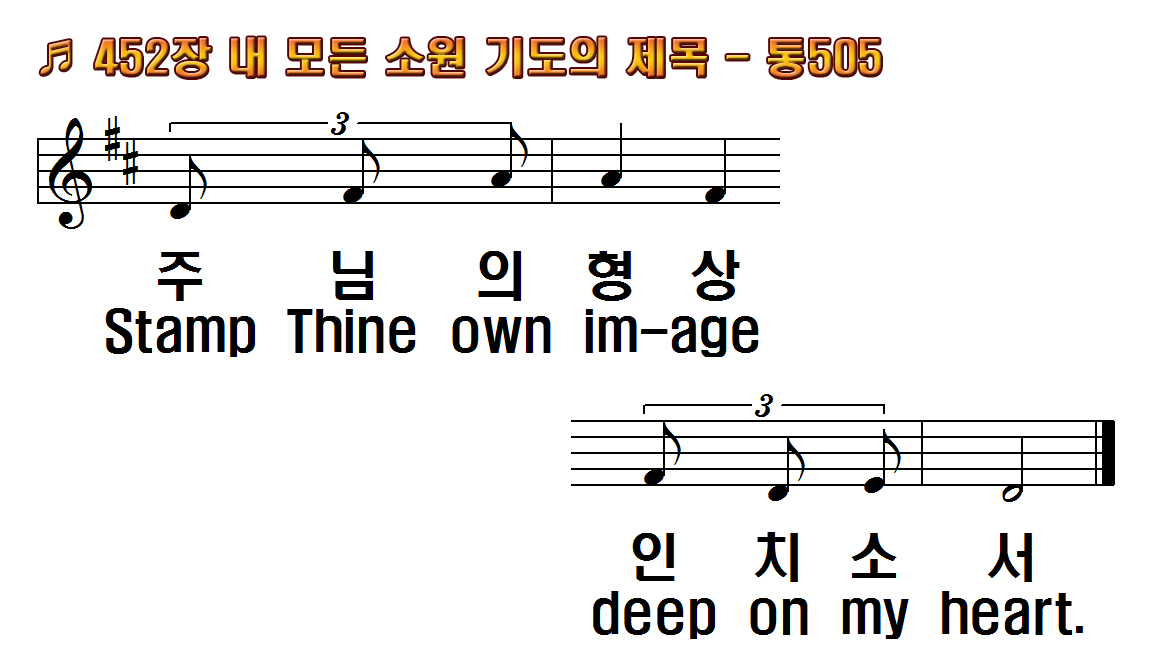 ♬ 452장 내 모든 소원 기도의 제목 - 통505
3
주 님 의 형 상
Stamp Thine own im-age
3
인 치 소 서
deep on my heart.